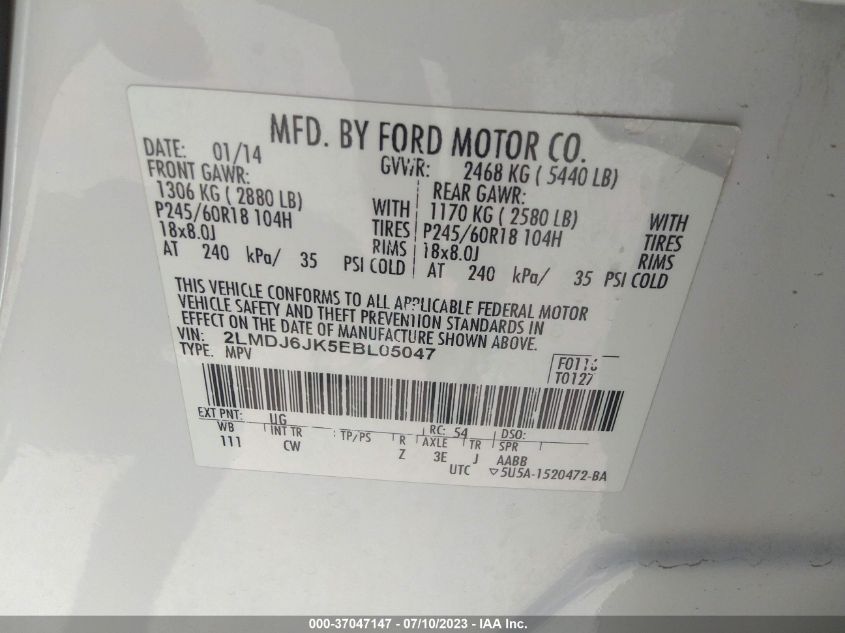 MFD. BY FORD MOTOR CO.
DATE: 01/14 GVWR: 2468 KG ( 5440 LB)
FRONT GAWR: REAR GAWR:
1306 KG ( 2880 LB) WITH 1170 KG ( 2580 LB) WITH
P245/60R18 104H TIRES P245/60R18 104H TIRES
18x8.0J RIMS 18x8.0J RIMS
AT 240 kPa/ 35 PSI COLD AT 240 kPa/ 35 PSI COLD
THIS VEHICLE CONFORMS TO ALL APPLICABLE FEDERAL MOTOR
VEHICLE SAFETY AND THEFT PREVENTION STANDARDS IN
EFFECT ON THE DATE OF MANUFACTURE SHOWN ABOVE.
VIN: 2LMDJ6JK5EBL05047
TYPE: MPV
F0116
T0127
EXT PNT: UG RC: 54 DSO:
WB INT TR TP/PS R AXLE TR SPR
111 CW Z 3E J AABB
UTC ▽5U5A-1520472-BA
000-37047147 - 07/10/2023 - IAA Inc.